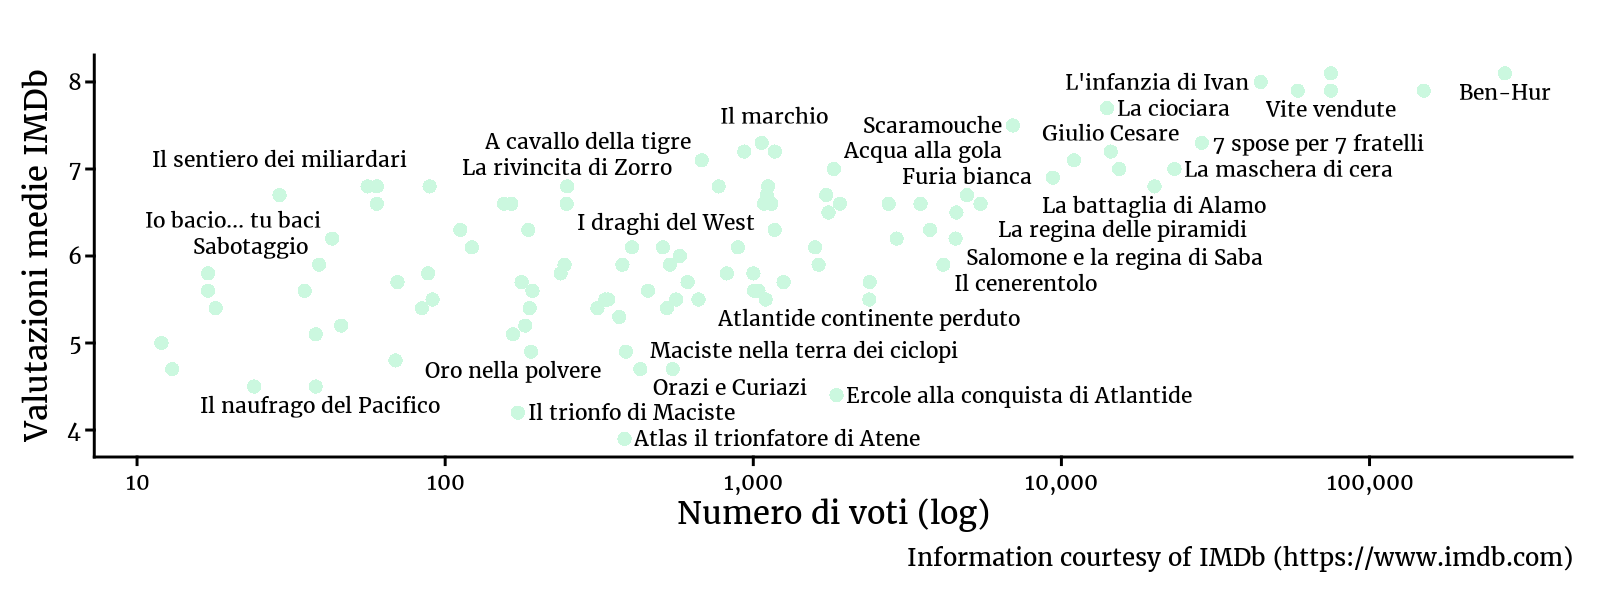 Valutazioni medie IMDb
8
7
6
5
4
L'infanzia di Ivan
Ben-Hur
La ciociara
Vite vendute
Il marchio
Scaramouche
Giulio Cesare
A cavallo della tigre
7 spose per 7 fratelli
Acqua alla gola
Il sentiero dei miliardari
La rivincita di Zorro
La maschera di cera
Furia bianca
La battaglia di Alamo
Io bacio... tu baci
I draghi del West
La regina delle piramidi
Sabotaggio
Salomone e la regina di Saba
Il cenerentolo
Atlantide continente perduto
Maciste nella terra dei ciclopi
Oro nella polvere
Orazi e Curiazi
Ercole alla conquista di Atlantide
Il naufrago del Pacifico
Il trionfo di Maciste
Atlas il trionfatore di Atene
10
100
1,000
10,000
100,000
Numero di voti (log)
Information courtesy of IMDb (https://www.imdb.com)